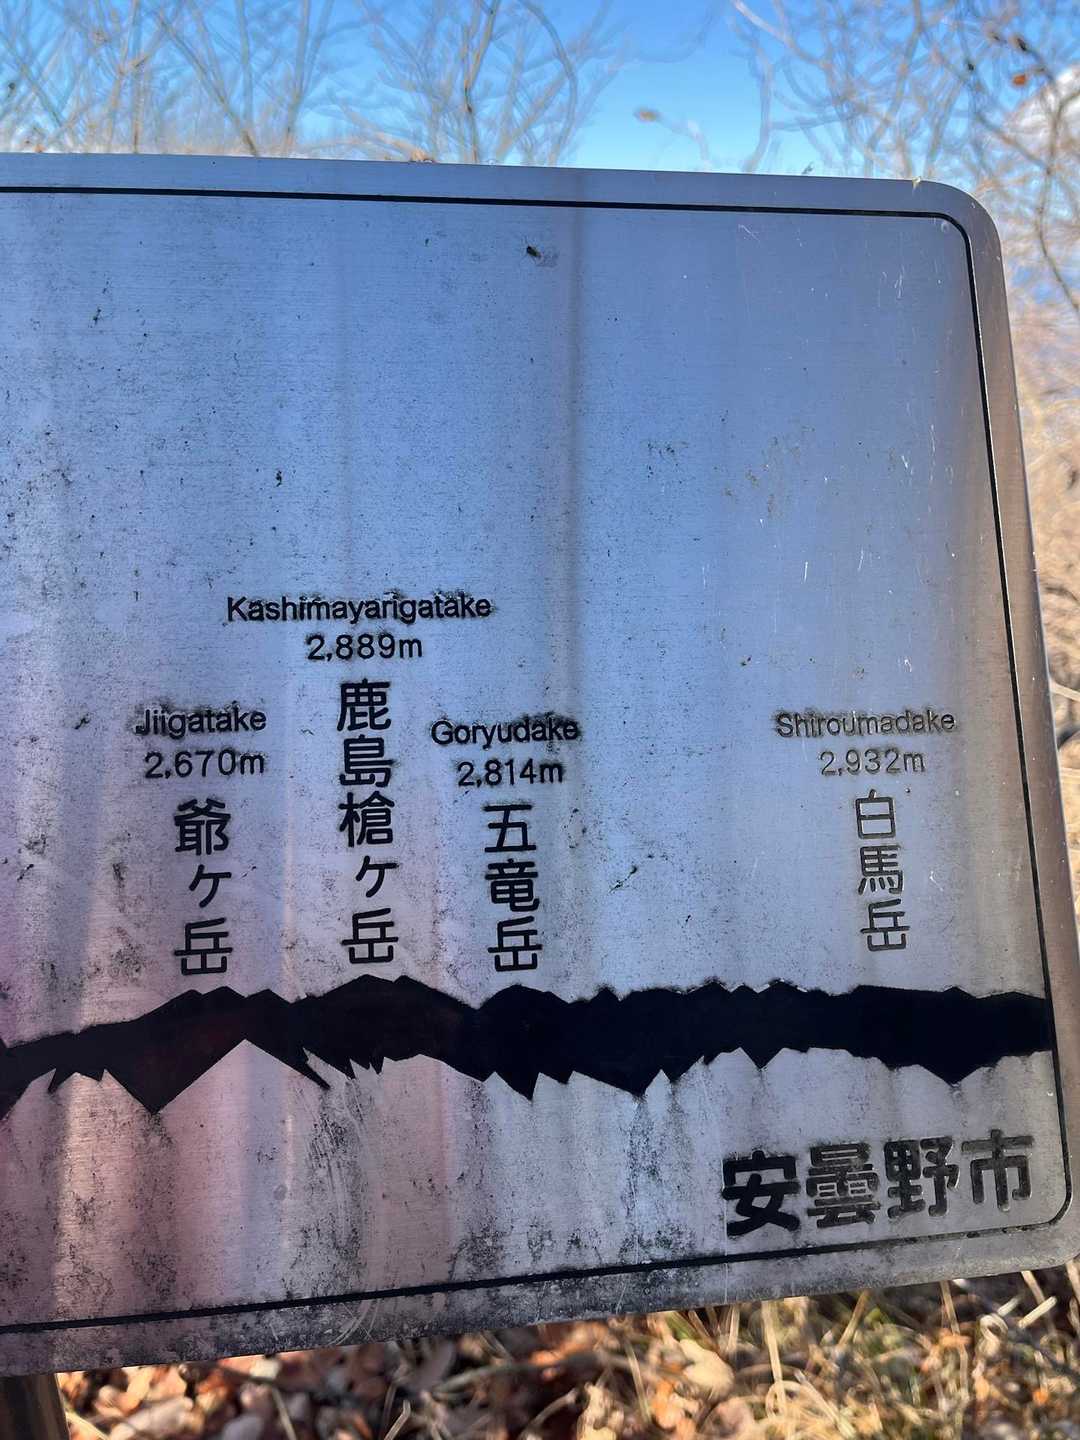 Kashimayarigatake
2,889m
鹿島槍ヶ岳
Jiigatake
2,670m
爺ヶ岳
Goryudake
2,814m
五竜岳
Shiroumadake
2,932m
白馬岳
安曇野市